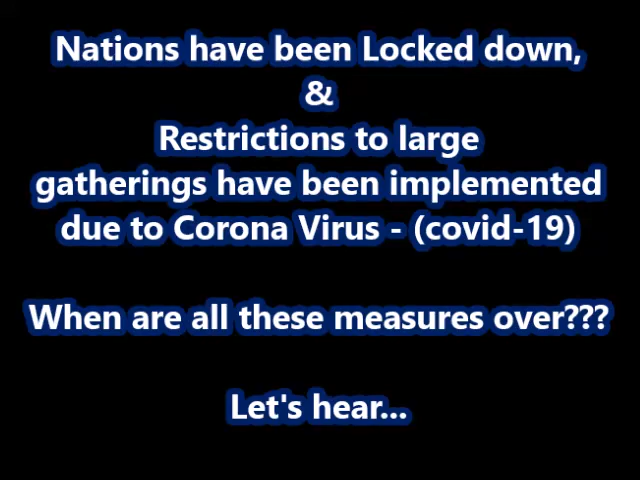 Nations have been Locked down,
&
Restrictions to large
gatherings have been implemented
due to Corona Virus - (covid-19)
When are all these measures over???
Let's hear...